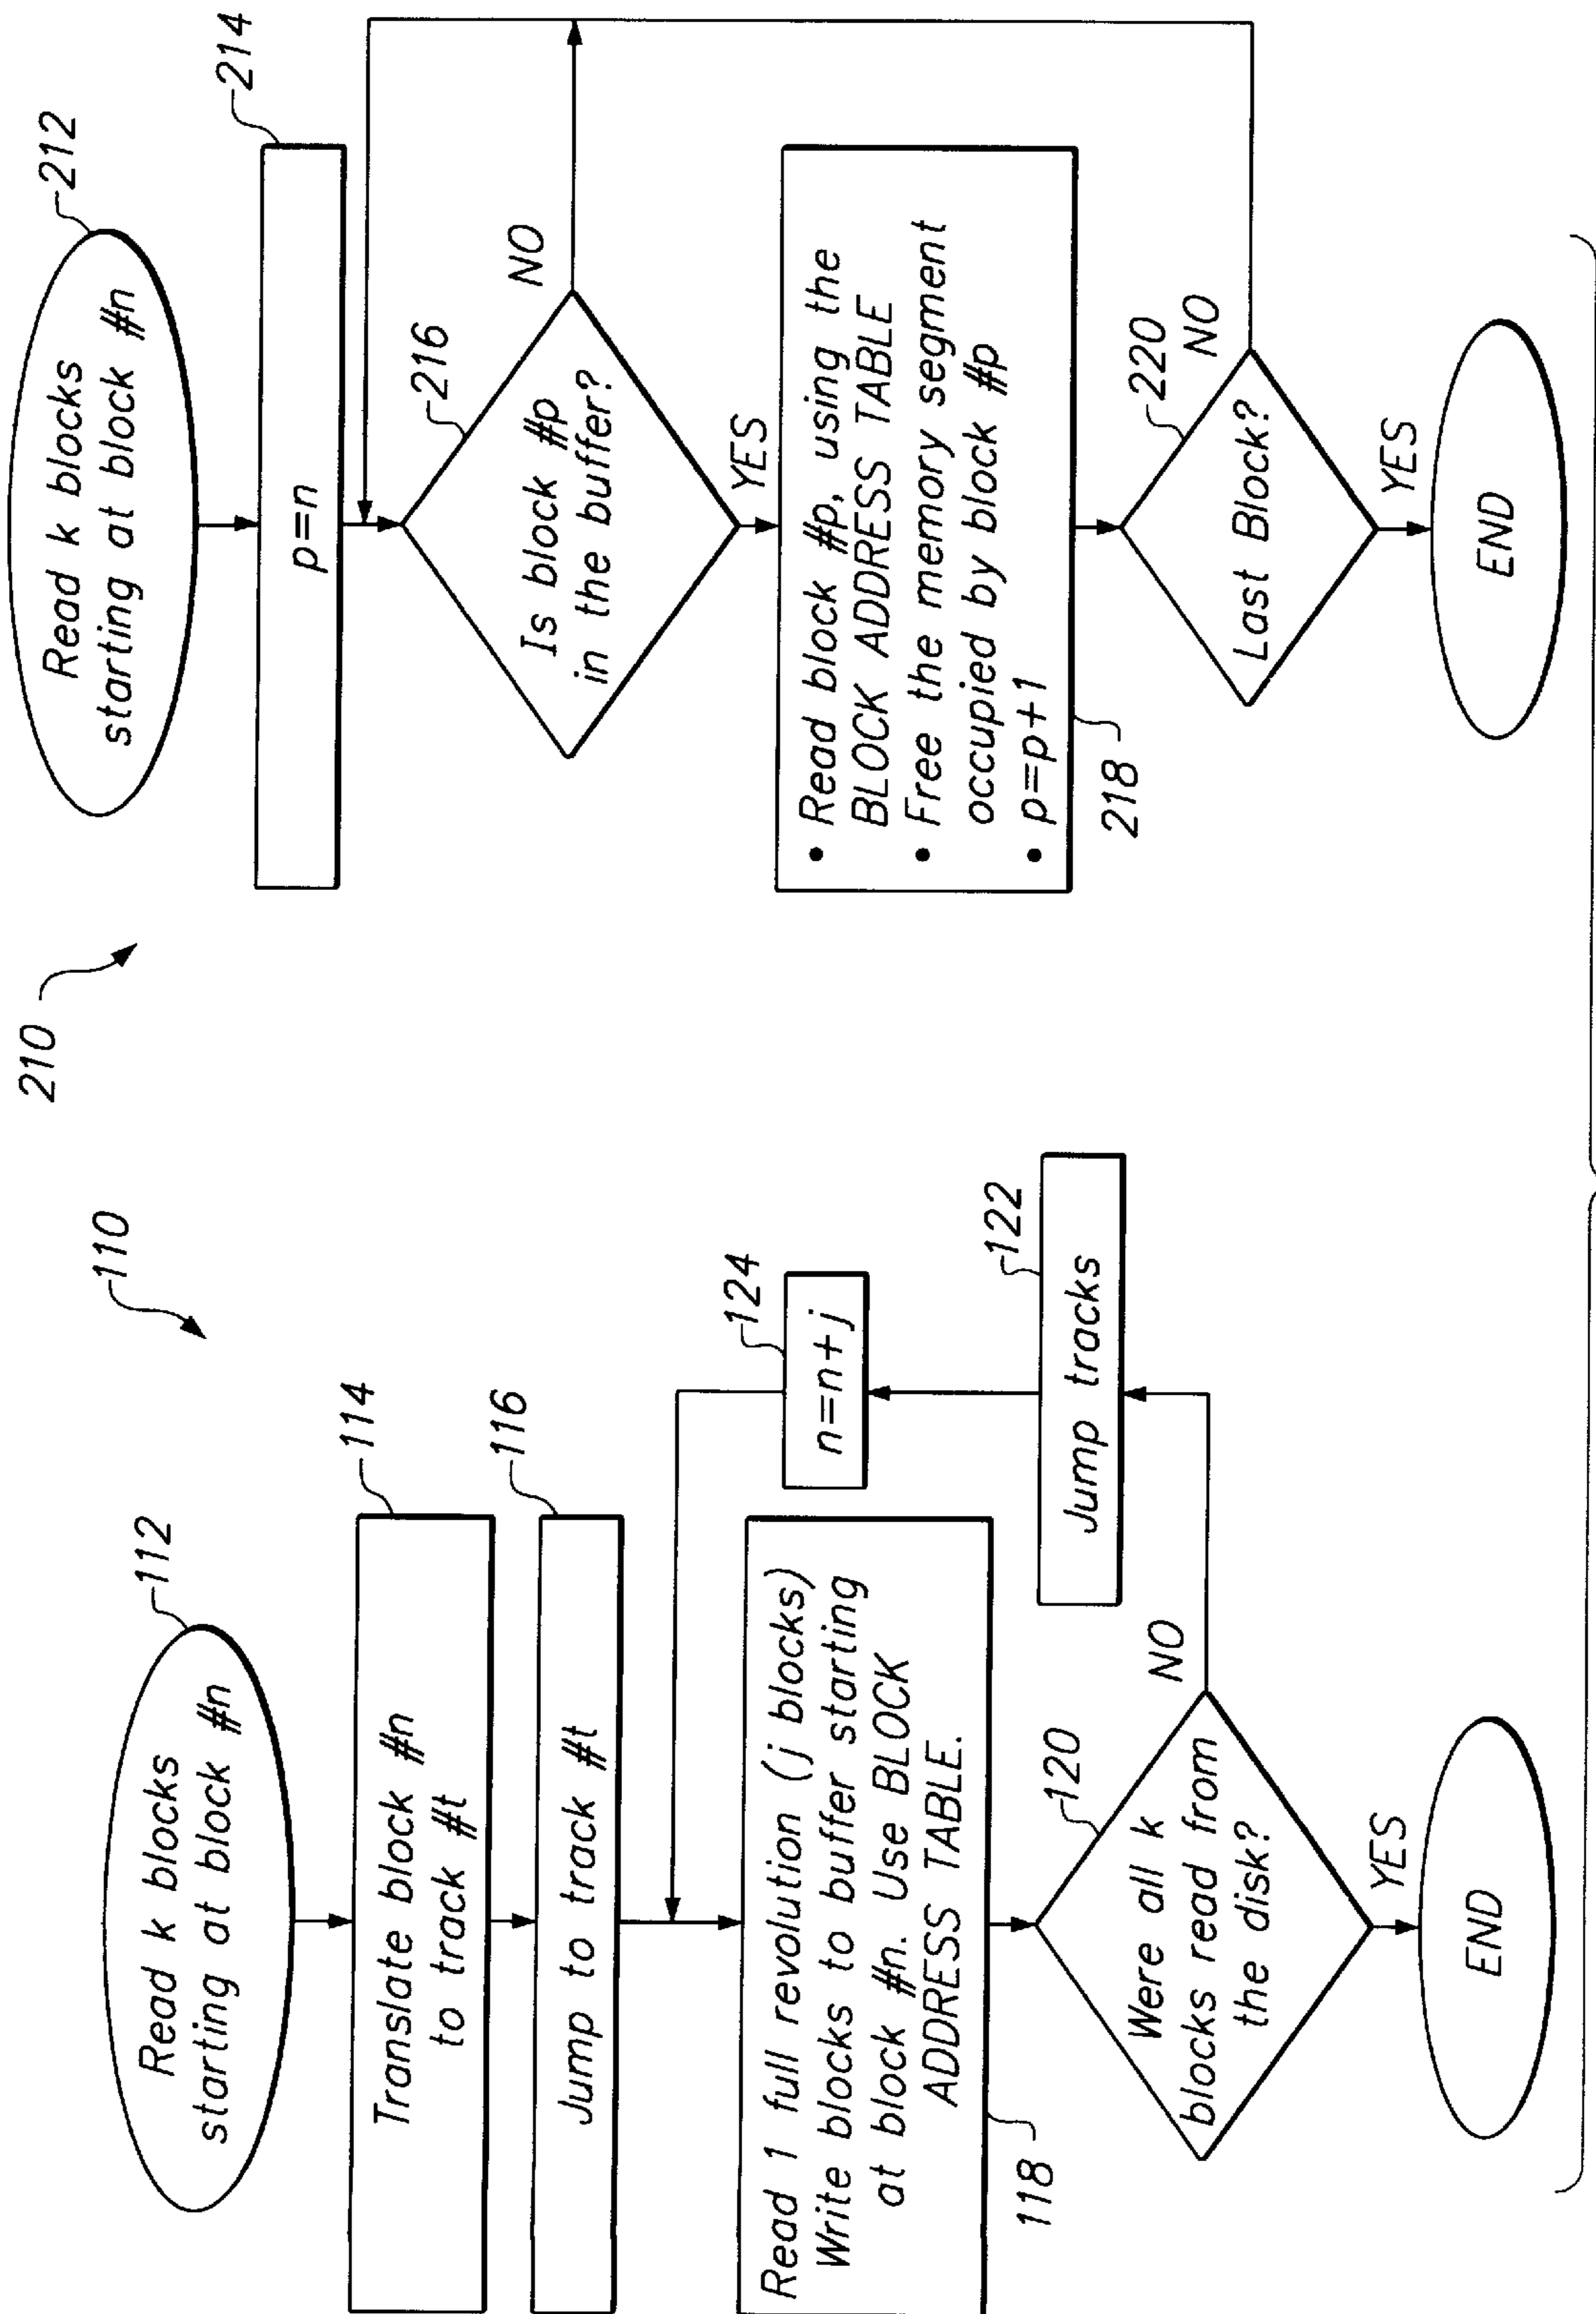 110
112
Read k blocks
starting at block #n
114
Translate block #n
to track #t
116
Jump to track #t
124
n=n+j
Read 1 full revolution (j blocks)
Write blocks to buffer starting
at block #n. Use BLOCK
ADDRESS TABLE.
118
122
Jump tracks
120
NO
Were all k
blocks read from
the disk?
YES
END
210
212
Read k blocks
starting at block #n
214
p=n
216
NO
Is block #p
in the buffer?
YES
• Read block #p, using the
BLOCK ADDRESS TABLE
• Free the memory segment
occupied by block #p
• p=p+1
218
220
NO
Last Block?
YES
END